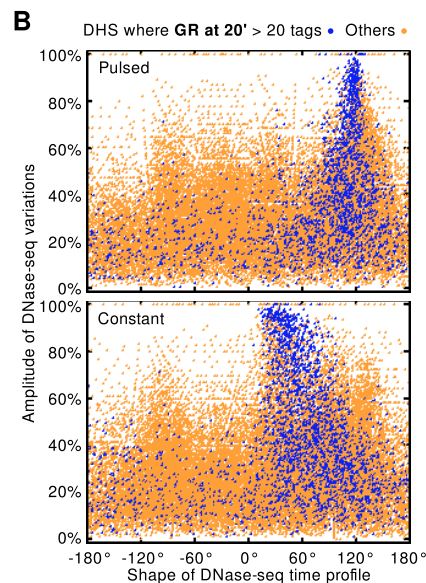 B
DHS where GR at 20' > 20 tags Others
Pulsed
100%
80%
60%
40%
20%
0%
Constant
100%
80%
60%
40%
20%
0%
Amplitude of DNase-seq variations
-180° -120° -60° 0° 60° 120° 180°
Shape of DNase-seq time profile